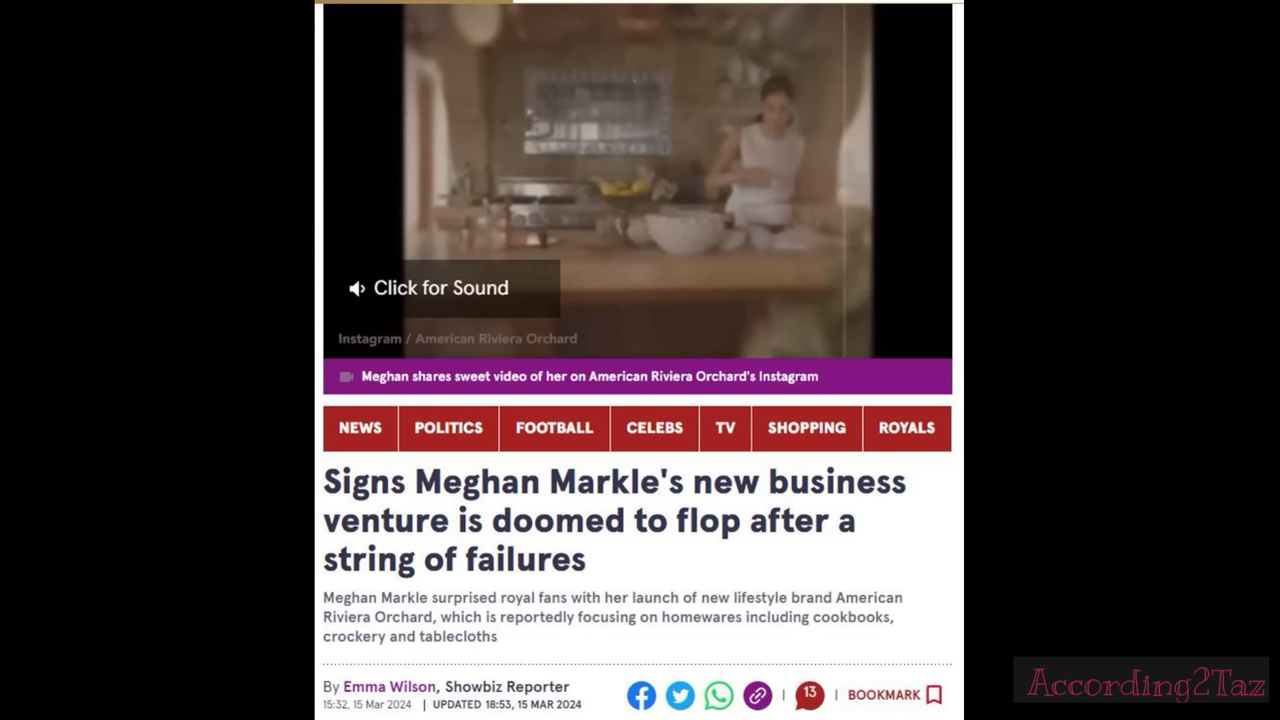 Click for Sound
Instagram / American Riviera Orchard
Meghan shares sweet video of her on American Riviera Orchard's Instagram
NEWS POLITICS FOOTBALL CELEBS TV SHOPPING ROYALS
Signs Meghan Markle's new business
venture is doomed to flop after a
string of failures
Meghan Markle surprised royal fans with her launch of new lifestyle brand American
Riviera Orchard, which is reportedly focusing on homewares including cookbooks,
crockery and tablecloths
By Emma Wilson, Showbiz Reporter
15:32, 15 Mar 2024 | UPDATED 18:53, 15 MAR 2024
13 | BOOKMARK
According2Taz